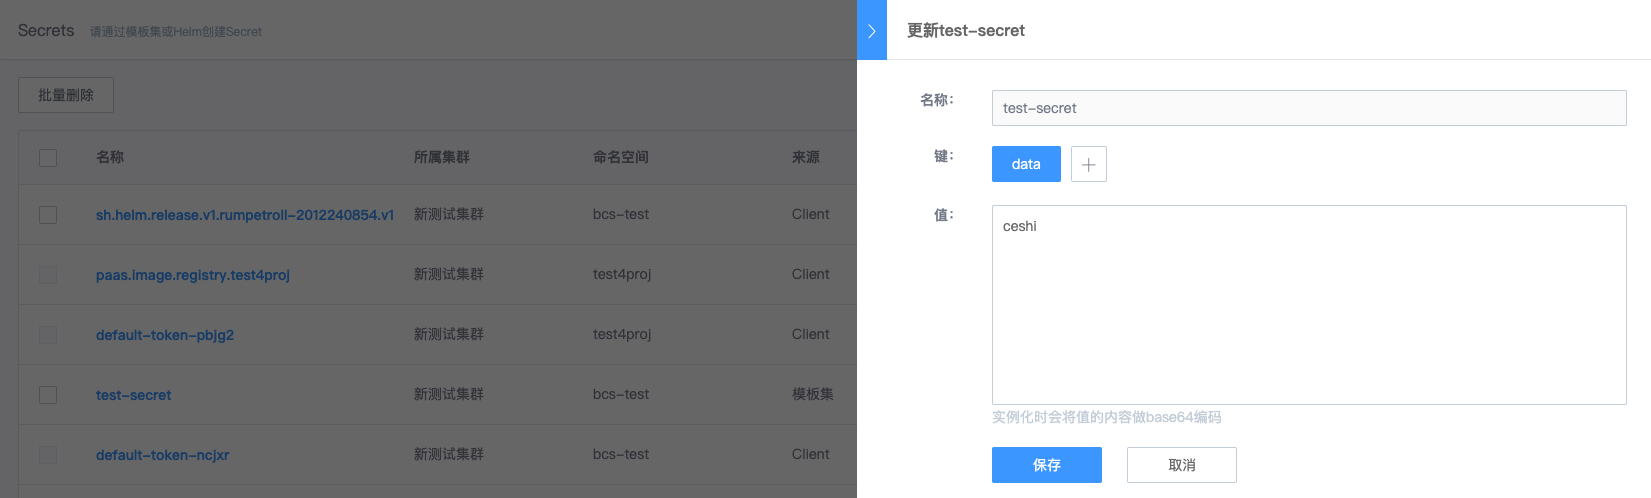 Secrets 请通过模板集或Helm创建Secret
批量删除
名称 所属集群 命名空间 来源
sh.helm.release.v1.rumpetroll-2012240854.v1 新测试集群 bcs-test Client
paas.image.registry.test4proj 新测试集群 test4proj Client
default-token-pbjg2 新测试集群 test4proj Client
test-secret 新测试集群 bcs-test 模板集
default-token-ncjxr 新测试集群 bcs-test Client
更新test-secret
名称： test-secret
键： data
值： ceshi
实例化时会将值的内容做base64编码
保存 取消